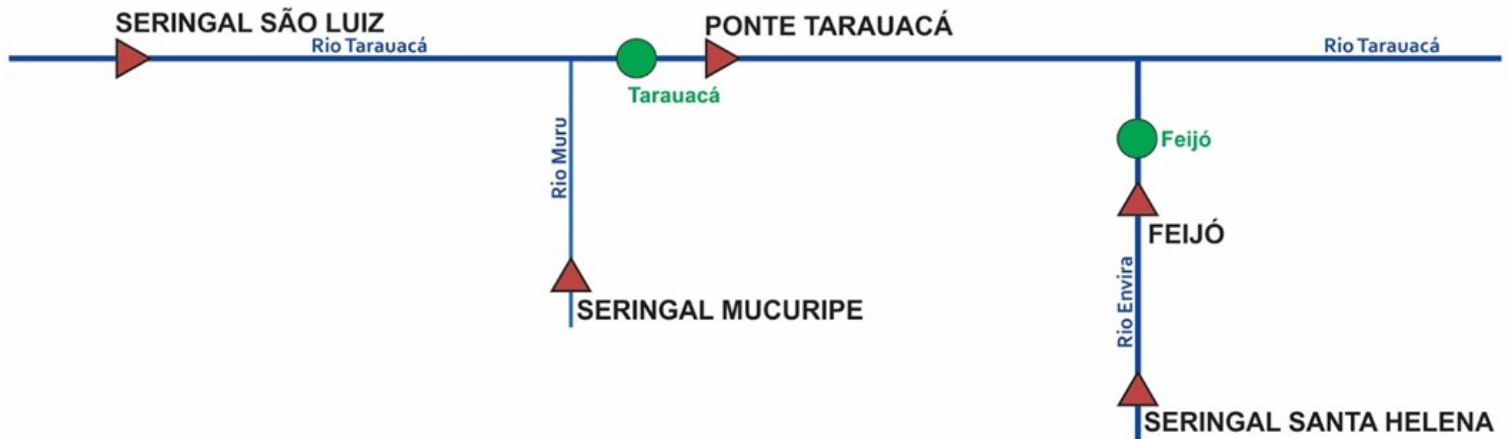 SERINGAL SÃO LUIZ
PONTE TARAUACÁ
Rio Tarauacá
Rio Tarauacá
Tarauacá
Rio Muru
Feijó
FEIJÓ
Rio Envira
SERINGAL MUCURIPE
SERINGAL SANTA HELENA